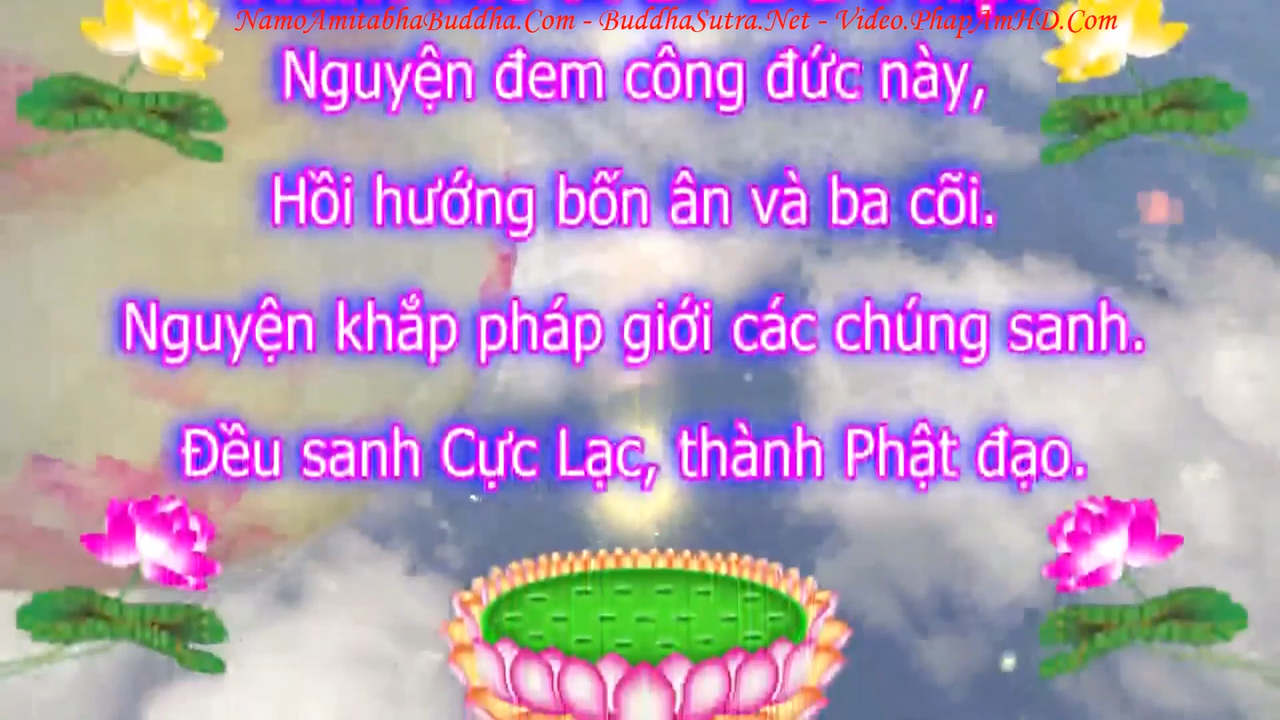 NamoAmitabhaBuddha.Com - BuddhaSutra.Net - Video.PhapAmHD.Com
Nguyện đem công đức này,
Hồi hướng bốn ân và ba cõi.
Nguyện khắp pháp giới các chúng sanh.
Đều sanh Cực Lạc, thành Phật đạo.